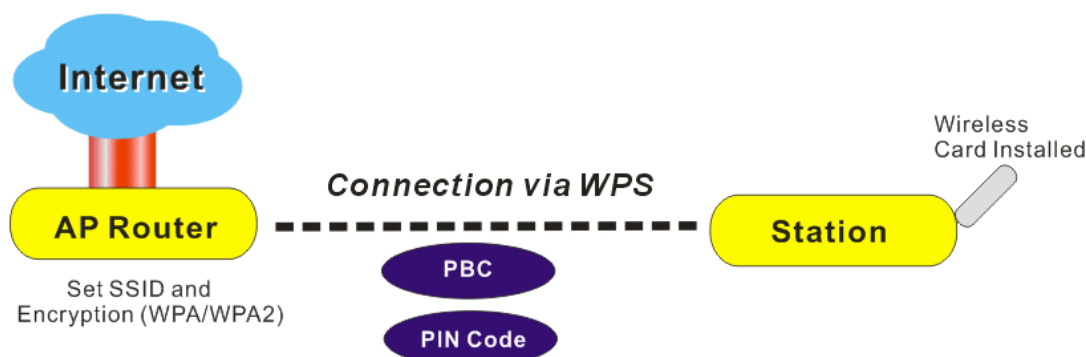 Internet
Wireless
Card Installed
Connection via WPS
AP Router
Station
PBC
Set SSID and
Encryption (WPA/WPA2)
PIN Code